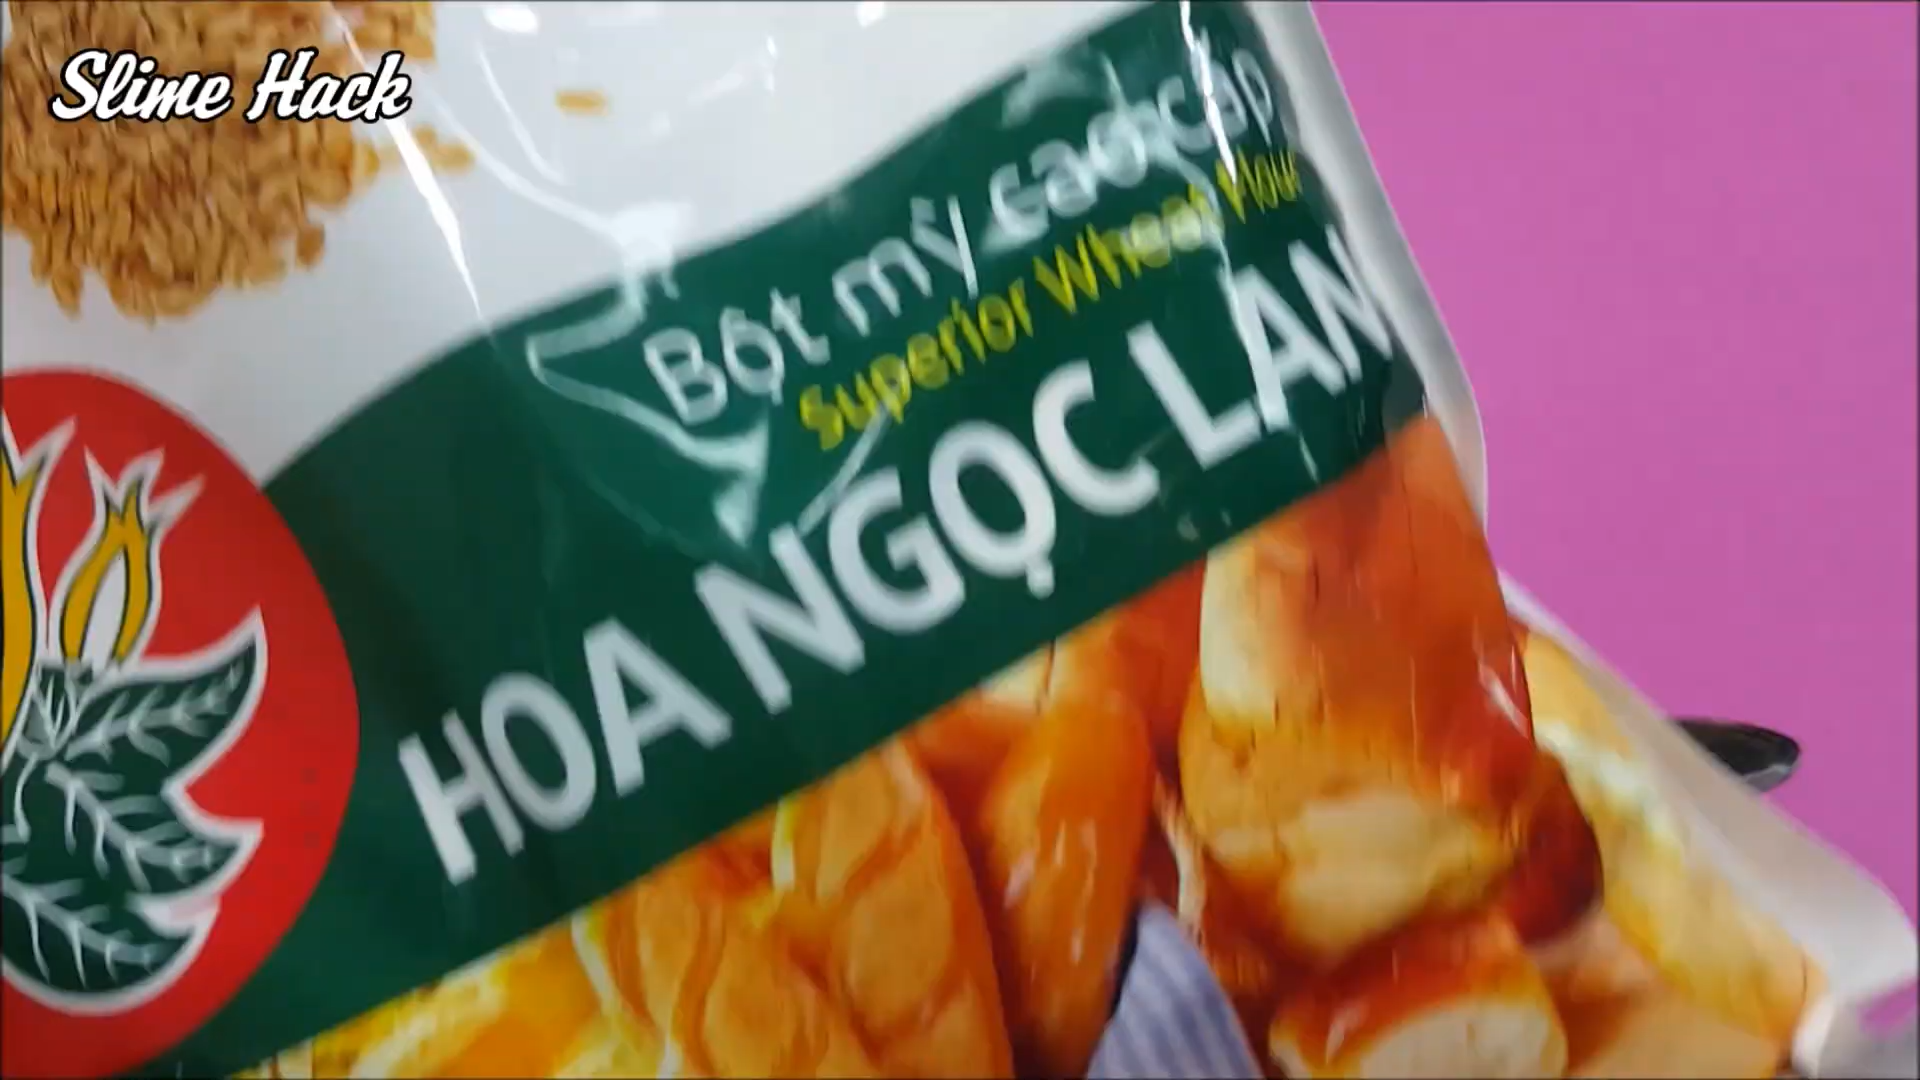 Slime Hack
Bột mỳ cao cấp
Superior Wheat Flour
HOA NGỌC LAN